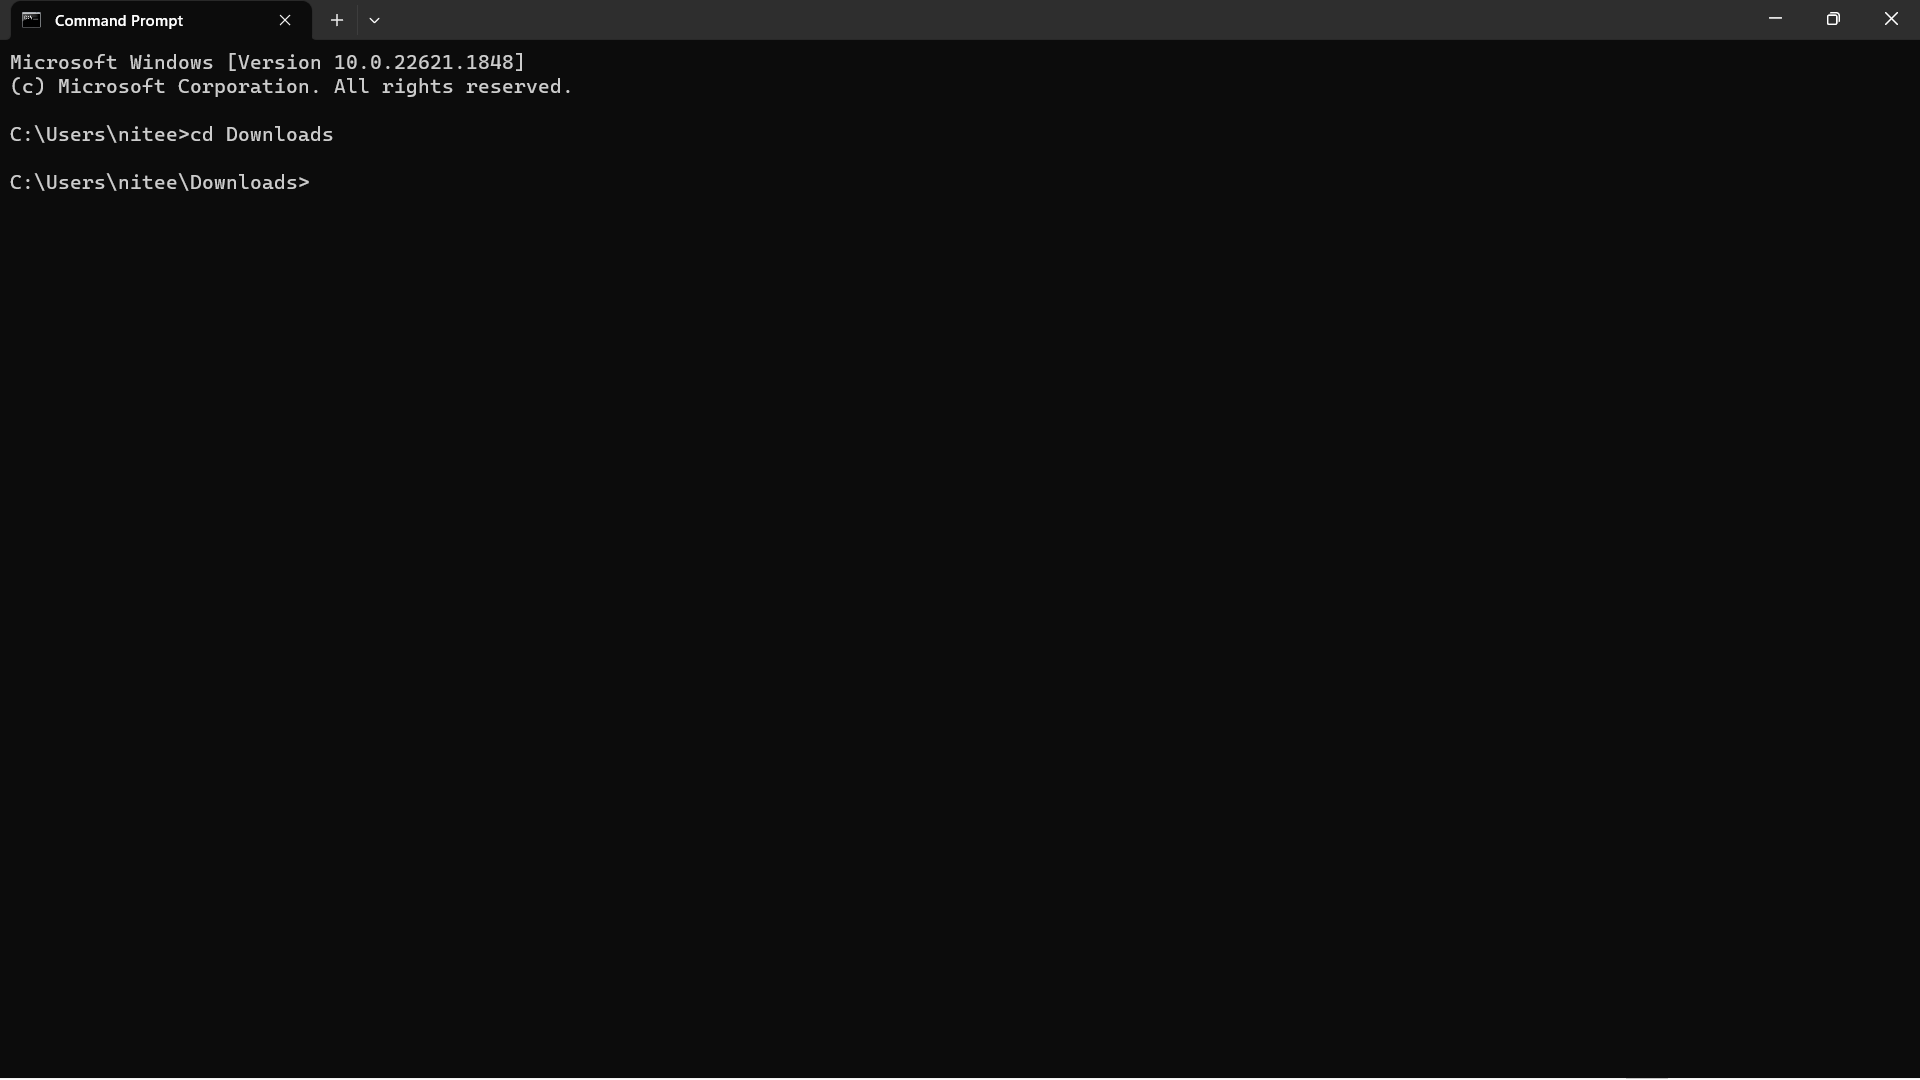 Command Prompt
Microsoft Windows [Version 10.0.22621.1848]
(c) Microsoft Corporation. All rights reserved.
C:\Users\nitee>cd Downloads
C:\Users\nitee\Downloads>